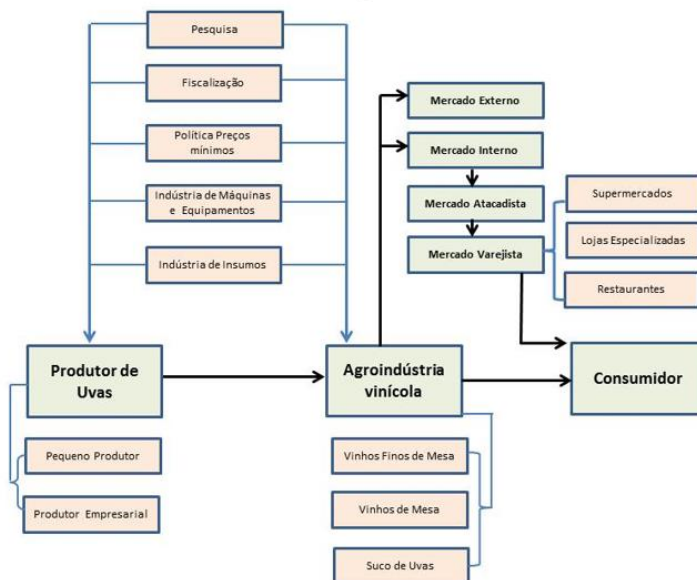 Pesquisa
Fiscalização
Política Preços
mínimos
Indústria de Máquinas
e Equipamentos
Indústria de Insumos
Mercado Externo
Mercado Interno
Mercado Atacadista
Mercado Varejista
Supermercados
Lojas Especializadas
Restaurantes
Produtor de
Uvas
Agroindústria
vinícola
Consumidor
Pequeno Produtor
Produtor Empresarial
Vinhos Finos de Mesa
Vinhos de Mesa
Suco de Uvas